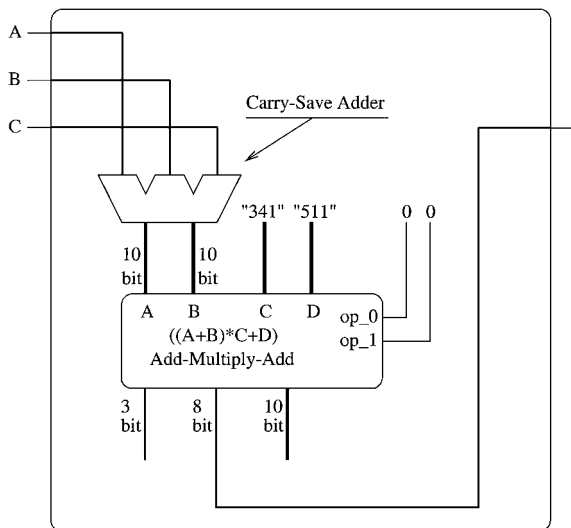 A
B
C
Carry-Save Adder
"341" "511"
0 0
10 bit
10 bit
A B C D
op_0
((A+B)*C+D)
op_1
Add-Multiply-Add
3 bit
8 bit
10 bit